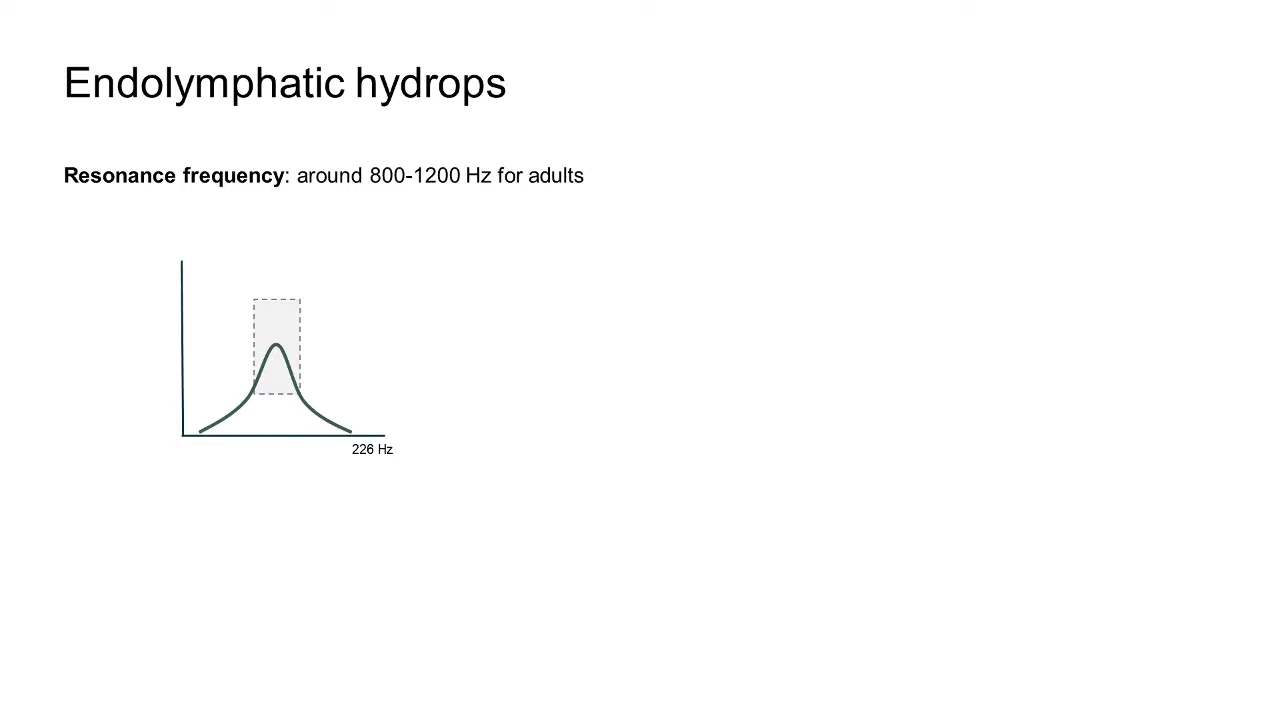 Endolymphatic hydrops
Resonance frequency: around 800-1200 Hz for adults
226 Hz